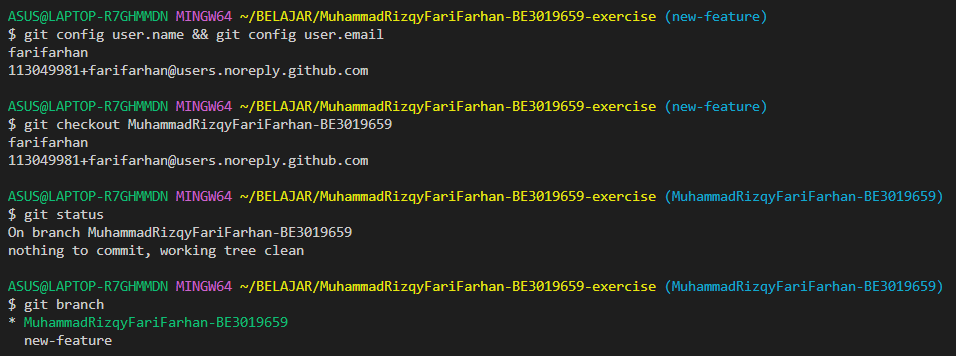 ASUS@LAPTOP-R7GHMMDN MINGW64 ~/BELAJAR/MuhammadRizqyFariFarhan-BE3019659-exercise (new-feature)
$ git config user.name && git config user.email
farifarhan
113049981+farifarhan@users.noreply.github.com
ASUS@LAPTOP-R7GHMMDN MINGW64 ~/BELAJAR/MuhammadRizqyFariFarhan-BE3019659-exercise (new-feature)
$ git checkout MuhammadRizqyFariFarhan-BE3019659
farifarhan
113049981+farifarhan@users.noreply.github.com
ASUS@LAPTOP-R7GHMMDN MINGW64 ~/BELAJAR/MuhammadRizqyFariFarhan-BE3019659-exercise (MuhammadRizqyFariFarhan-BE3019659)
$ git status
On branch MuhammadRizqyFariFarhan-BE3019659
nothing to commit, working tree clean
ASUS@LAPTOP-R7GHMMDN MINGW64 ~/BELAJAR/MuhammadRizqyFariFarhan-BE3019659-exercise (MuhammadRizqyFariFarhan-BE3019659)
$ git branch
* MuhammadRizqyFariFarhan-BE3019659
  new-feature